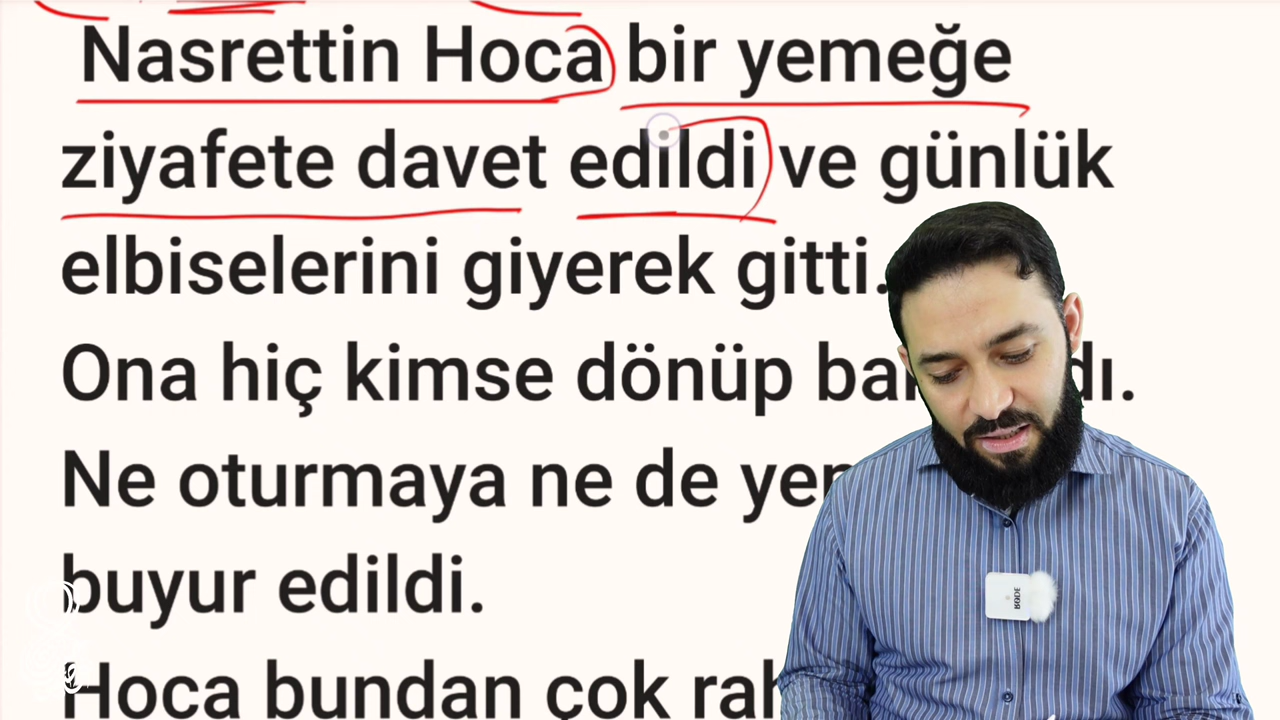 Nasrettin Hoca bir yemeğe
ziyafete davet edildi ve günlük
elbiselerini giyerek gitti.
Ona hiç kimse dönüp
Ne oturmaya ne de
buyur edildi.
Hoca bundan çok
RODE